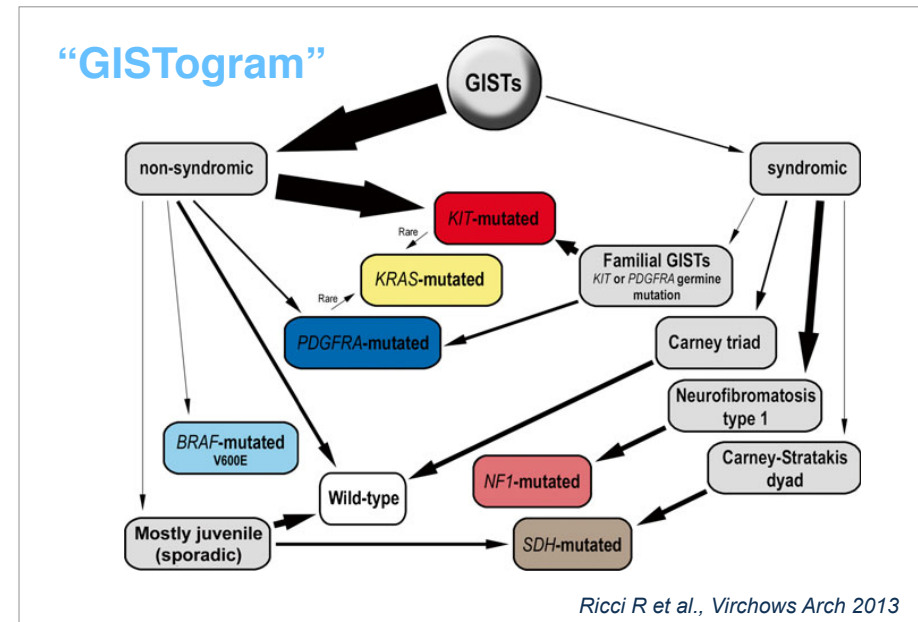 “GISTogram”
GISTs
non-syndromic
syndromic
KIT-mutated
Rare
KRAS-mutated
Familial GISTs
KIT or PDGFRA germine
mutation
Rare
PDGFRA-mutated
Carney triad
Neurofibromatosis
type 1
BRAF-mutated
V600E
Carney-Stratakis
dyad
NF1-mutated
Wild-type
Mostly juvenile
(sporadic)
SDH-mutated
Ricci R et al., Virchows Arch 2013